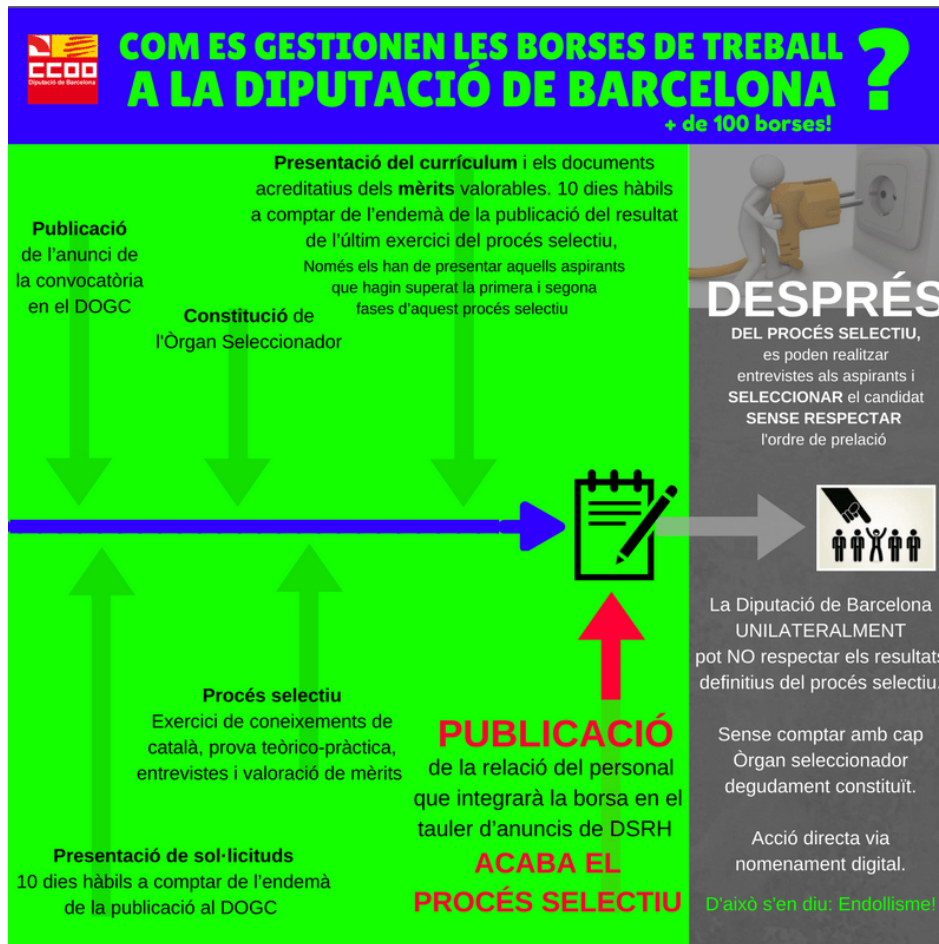 CCOO
Diputació de Barcelona
COM ES GESTIONEN LES BORSES DE TREBALL
A LA DIPUTACIÓ DE BARCELONA
?
+ de 100 borses!
Publicació
de l'anunci de
la convocatòria
en el DOGC
Constitució de
l'Òrgan Seleccionador
Presentació del currículum i els documents
acreditatius dels mèrits valorables. 10 dies hàbils
a comptar de l'endemà de la publicació del resultat
de l'últim exercici del procés selectiu,
Només els han de presentar aquells aspirants
que hagin superat la primera i segona
fases d'aquest procés selectiu
Presentació de sol·licituds
10 dies hàbils a comptar de l'endemà
de la publicació al DOGC
Procés selectiu
Exercici de coneixements de
català, prova teòrico-pràctica,
entrevistes i valoració de mèrits
PUBLICACIÓ
de la relació del personal
que integrarà la borsa en el
tauler d'anuncis de DSRH
ACABA EL
PROCÉS SELECTIU
DESPRÉS
DEL PROCÉS SELECTIU,
es poden realitzar
entrevistes als aspirants i
SELECCIONAR el candidat
SENSE RESPECTAR
l'ordre de prelació
La Diputació de Barcelona
UNILATERALMENT
pot NO respectar els resultats
definitius del procés selectiu.
Sense comptar amb cap
Òrgan seleccionador
degudament constituït.
Acció directa via
nomenament digital.
D'això s'en diu: Endollisme!